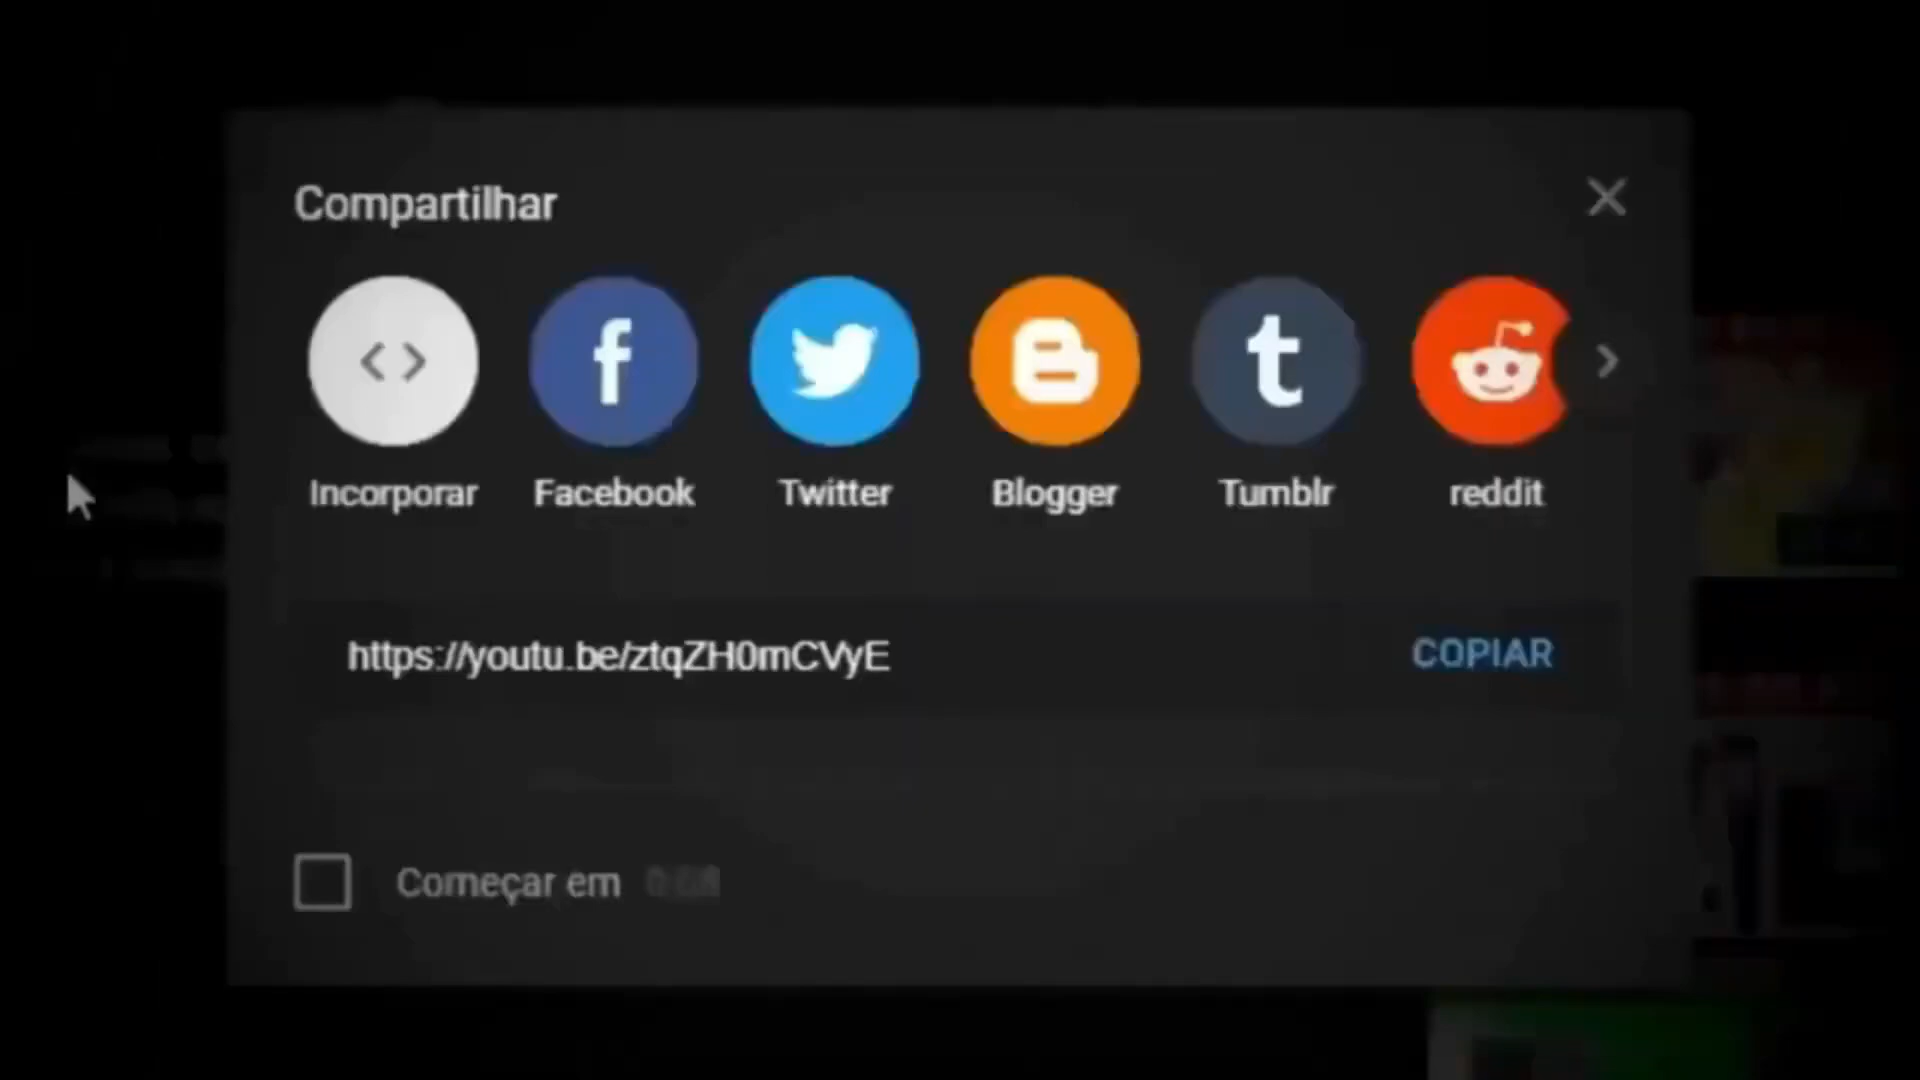 Compartilhar
Incorporar
Facebook
Twitter
Blogger
Tumblr
reddit
https://youtu.be/ztqZH0mCVyE
COPIAR
Começar em